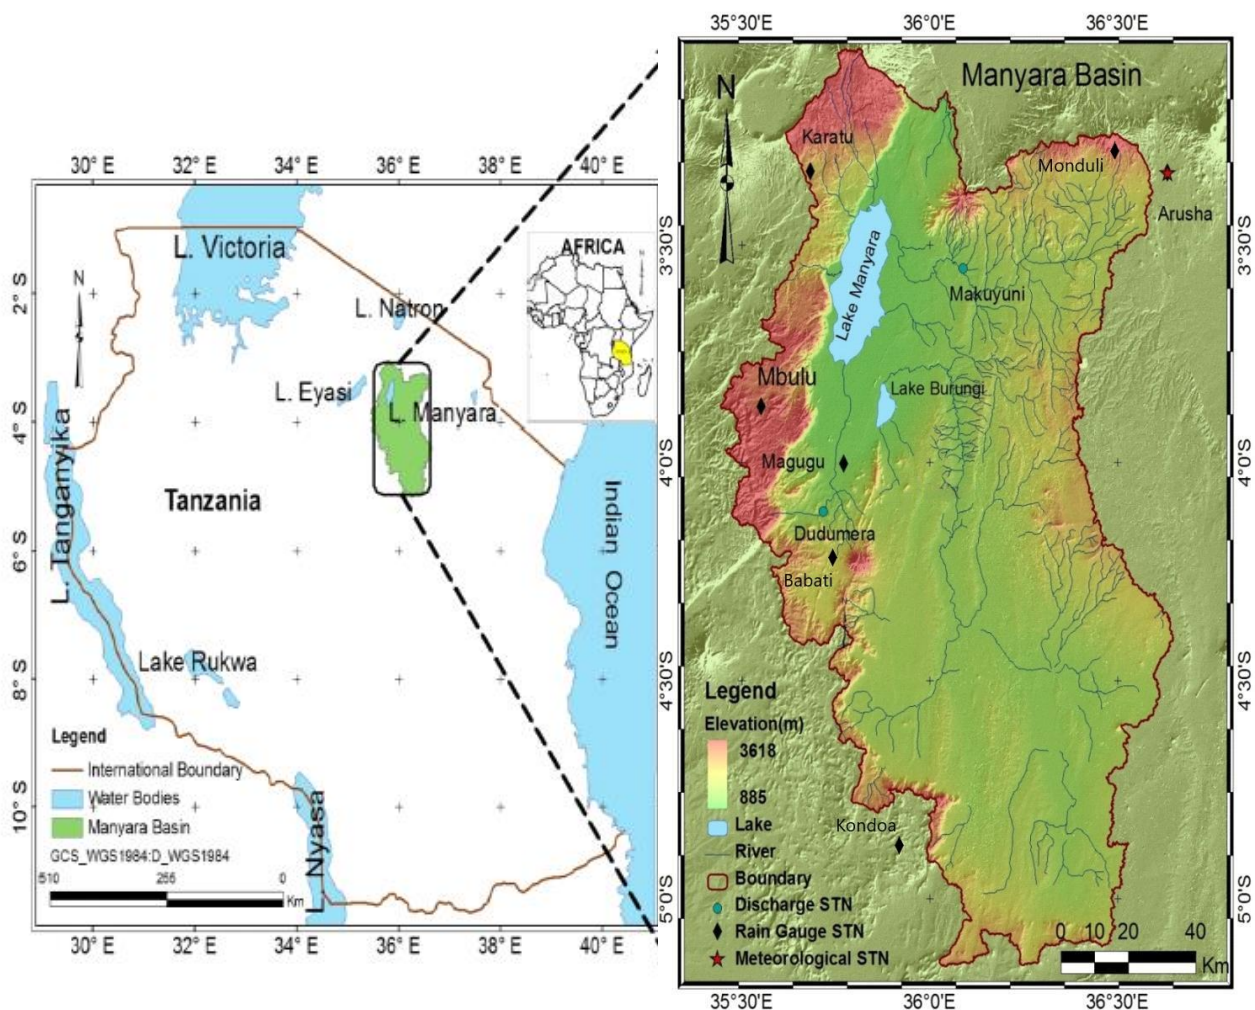 30° E
32° E
34° E
36° E
38° E
40° E
2° S
4° S
6° S
8° S
10° S
N
L. Victoria
L. Natron
L. Eyasi
L. Manyara
L. Tanganyika
Tanzania
Indian Ocean
Lake Rukwa
L. Nyasa
AFRICA
Legend
International Boundary
Water Bodies
Manyara Basin
GCS_WGS1984:D_WGS1984
510
255
0
Km
30° E
32° E
34° E
36° E
38° E
40° E
35°30'E
36°0'E
36°30'E
Manyara Basin
N
Karatu
Monduli
Arusha
3°30'S
Lake Manyara
Makuyuni
Mbulu
Lake Burungi
Magugu
4°0'S
Dudumera
Babati
4°30'S
Kondoa
5°0'S
Legend
Elevation(m)
3618
885
Lake
River
Boundary
Discharge STN
Rain Gauge STN
Meteorological STN
0 10 20 40
Km
35°30'E
36°0'E
36°30'E